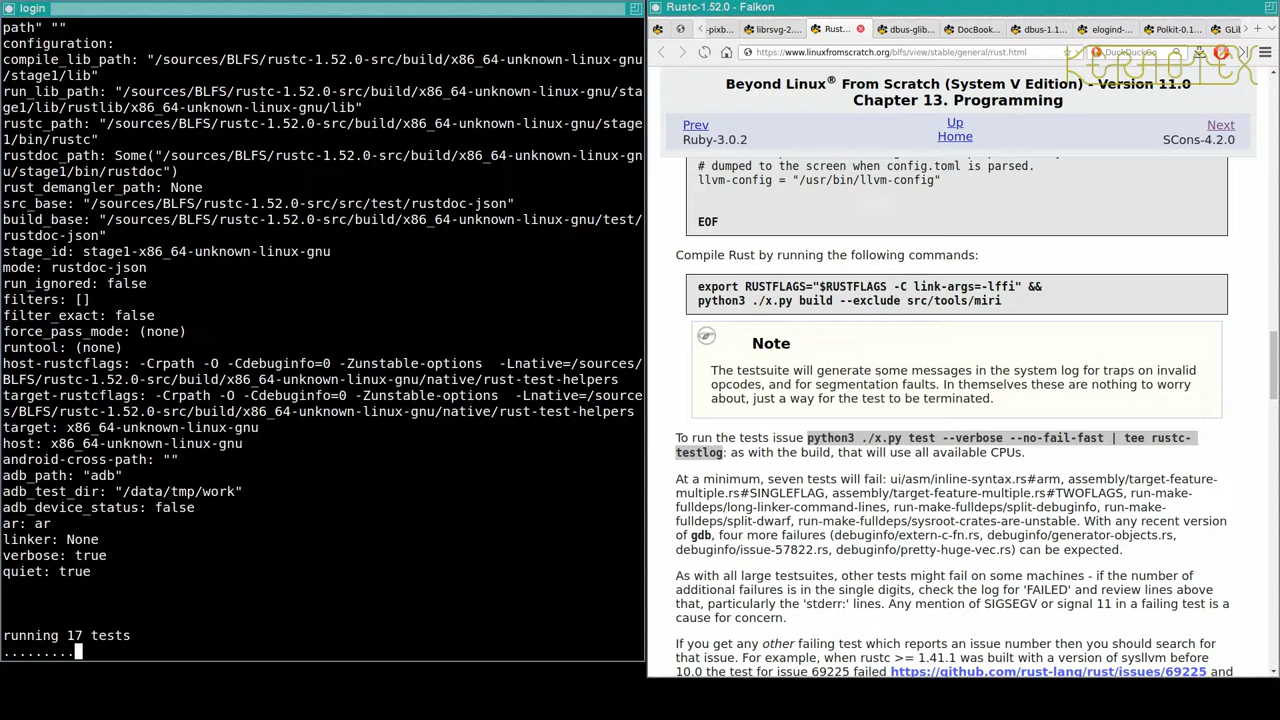 login
path" ""
configuration:
compile_lib_path: "/sources/BLFS/rustc-1.52.0-src/build/x86_64-unknown-linux-gnu
/stage1/lib"
run_lib_path: "/sources/BLFS/rustc-1.52.0-src/build/x86_64-unknown-linux-gnu/sta
ge1/lib/rustlib/x86_64-unknown-linux-gnu/lib"
rustc_path: "/sources/BLFS/rustc-1.52.0-src/build/x86_64-unknown-linux-gnu/stage
1/bin/rustc"
rustdoc_path: Some("/sources/BLFS/rustc-1.52.0-src/build/x86_64-unknown-linux-gn
u/stage1/bin/rustdoc")
rust_demangler_path: None
src_base: "/sources/BLFS/rustc-1.52.0-src/src/test/rustdoc-json"
build_base: "/sources/BLFS/rustc-1.52.0-src/build/x86_64-unknown-linux-gnu/test/
rustdoc-json"
stage_id: stage1-x86_64-unknown-linux-gnu
mode: rustdoc-json
run_ignored: false
filters: []
filter_exact: false
force_pass_mode: (none)
runtool: (none)
host-rustcflags: -Crpath -O -Cdebuginfo=0 -Zunstable-options  -Lnative=/sources/
BLFS/rustc-1.52.0-src/build/x86_64-unknown-linux-gnu/native/rust-test-helpers
target-rustcflags: -Crpath -O -Cdebuginfo=0 -Zunstable-options  -Lnative=/source
s/BLFS/rustc-1.52.0-src/build/x86_64-unknown-linux-gnu/native/rust-test-helpers
target: x86_64-unknown-linux-gnu
host: x86_64-unknown-linux-gnu
android-cross-path: ""
adb_path: "adb"
adb_test_dir: "/data/tmp/work"
adb_device_status: false
ar: ar
linker: None
verbose: true
quiet: true
running 17 tests
.........
Rustc-1.52.0 - Falkon
-pixb
librsvg-2.
Rust...
dbus-glib.
DocBook
dbus-1.1.
elogind-
Polkit-0.1
GLib
https://www.linuxfromscratch.org/blfs/view/stable/general/rust.html
DuckDuckGo
KERNOTEX
Beyond Linux® From Scratch (System V Edition) - Version 11.0
Chapter 13. Programming
Prev
Up
Next
Ruby-3.0.2
Home
SCons-4.2.0
# dumped to the screen when config.toml is parsed.
llvm-config = "/usr/bin/llvm-config"
EOF
Compile Rust by running the following commands:
export RUSTFLAGS="$RUSTFLAGS -C link-args=-lffi" &&
python3 ./x.py build --exclude src/tools/miri
Note
The testsuite will generate some messages in the system log for traps on invalid
opcodes, and for segmentation faults. In themselves these are nothing to worry
about, just a way for the test to be terminated.
To run the tests issue python3 ./x.py test --verbose --no-fail-fast | tee rustc-
testlog: as with the build, that will use all available CPUs.
At a minimum, seven tests will fail: ui/asm/inline-syntax.rs#arm, assembly/target-feature-
multiple.rs#SINGLEFLAG, assembly/target-feature-multiple.rs#TWOFLAGS, run-make-
fulldeps/long-linker-command-lines, run-make-fulldeps/split-debuginfo, run-make-
fulldeps/split-dwarf, run-make-fulldeps/sysroot-crates-are-unstable. With any recent version
of gdb, four more failures (debuginfo/extern-c-fn.rs, debuginfo/generator-objects.rs,
debuginfo/issue-57822.rs, debuginfo/pretty-huge-vec.rs) can be expected.
As with all large testsuites, other tests might fail on some machines - if the number of
additional failures is in the single digits, check the log for 'FAILED' and review lines above
that, particularly the 'stderr:' lines. Any mention of SIGSEGV or signal 11 in a failing test is a
cause for concern.
If you get any other failing test which reports an issue number then you should search for
that issue. For example, when rustc >= 1.41.1 was built with a version of sysllvm before
10.0 the test for issue 69225 failed https://github.com/rust-lang/rust/issues/69225 and